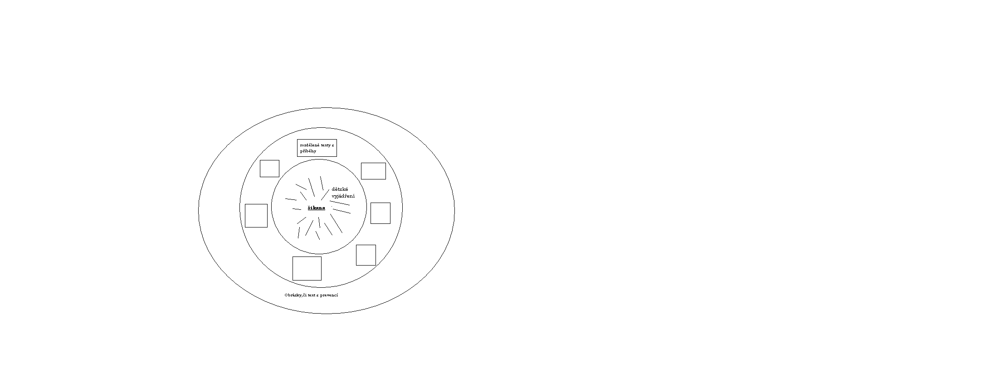 rozdělené texty s
příběhy
dětské
vyjádření
šikana
Obrázky,či text s prevencí